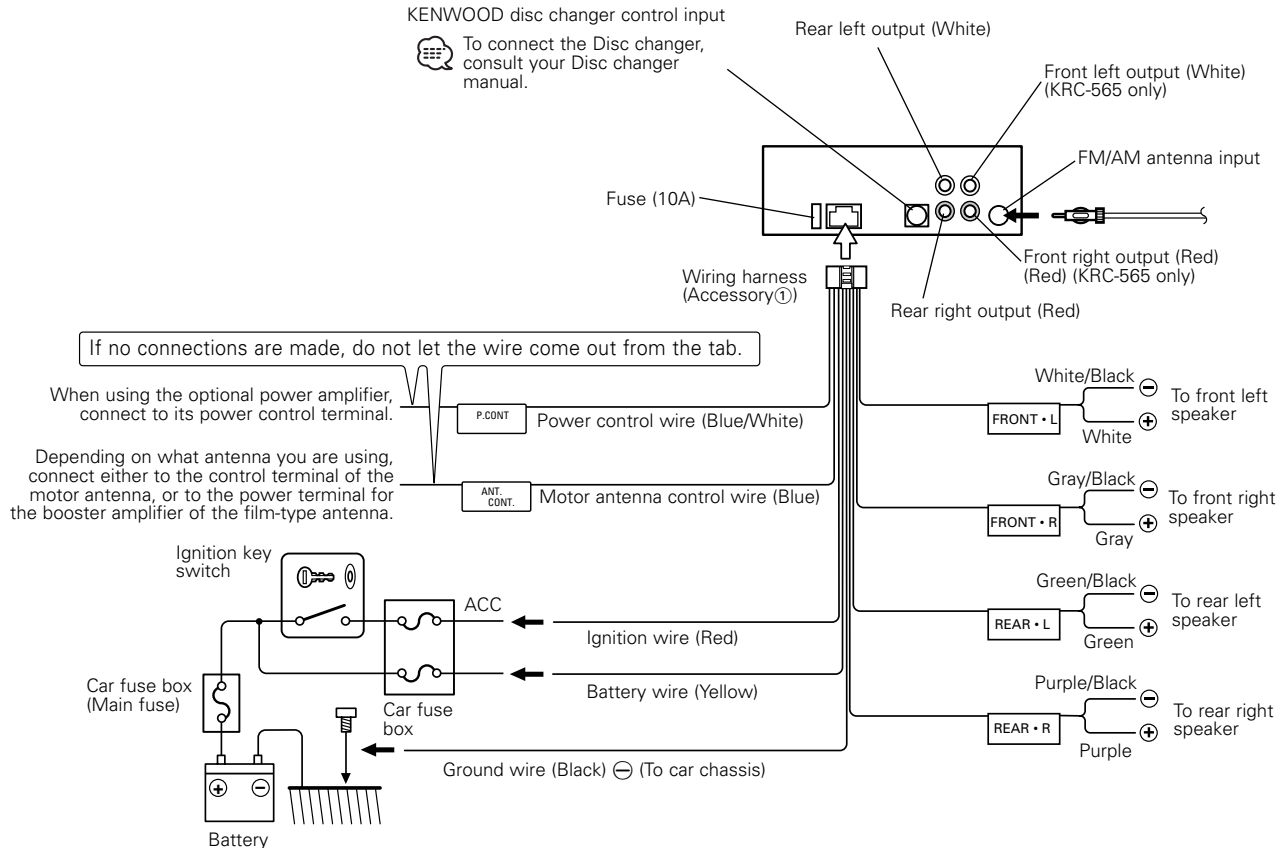 KENWOOD disc changer control input
To connect the Disc changer,
consult your Disc changer
manual.
Rear left output (White)
Front left output (White)
(KRC-565 only)
FM/AM antenna input
Fuse (10A)
Front right output (Red)
(Red) (KRC-565 only)
Rear right output (Red)
Wiring harness
(Accessory①)
If no connections are made, do not let the wire come out from the tab.
When using the optional power amplifier,
connect to its power control terminal.
P.CONT
Power control wire (Blue/White)
Depending on what antenna you are using,
connect either to the control terminal of the
motor antenna, or to the power terminal for
the booster amplifier of the film-type antenna.
ANT.
CONT.
Motor antenna control wire (Blue)
White/Black
⊖
To front left
speaker
FRONT • L
⊕
White
Gray/Black
⊖
To front right
speaker
FRONT • R
⊕
Gray
Green/Black
⊖
To rear left
speaker
REAR • L
⊕
Green
Purple/Black
⊖
To rear right
speaker
REAR • R
⊕
Purple
Ignition key
switch
ACC
Ignition wire (Red)
Car fuse box
(Main fuse)
Battery wire (Yellow)
Car fuse
box
Ground wire (Black) ⊖ (To car chassis)
⊕ ⊖
Battery